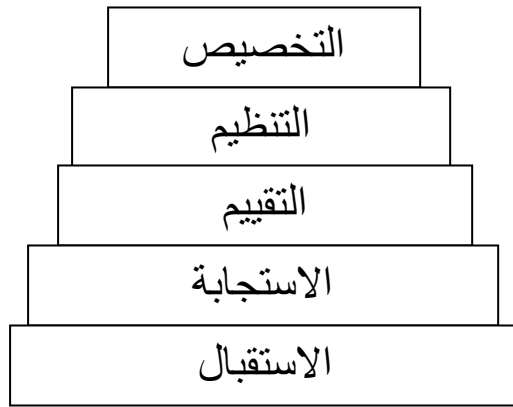 التخصيص
التنظيم
التقييم
الاستجابة
الاستقبال